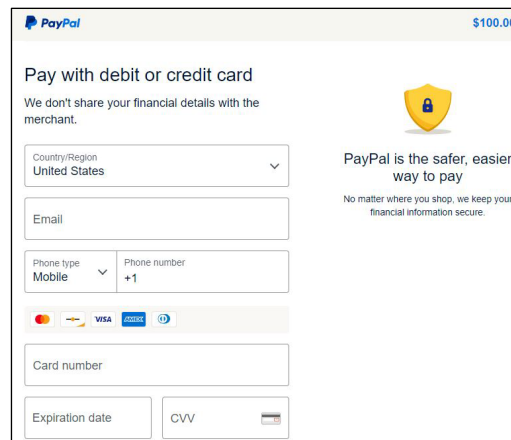 PayPal
$100.00
Pay with debit or credit card
We don't share your financial details with the
merchant.
Country/Region
United States
Email
Phone type
Mobile
Phone number
+1
VISA
AMEX
Card number
Expiration date
CVV
PayPal is the safer, easier
way to pay
No matter where you shop, we keep your
financial information secure.